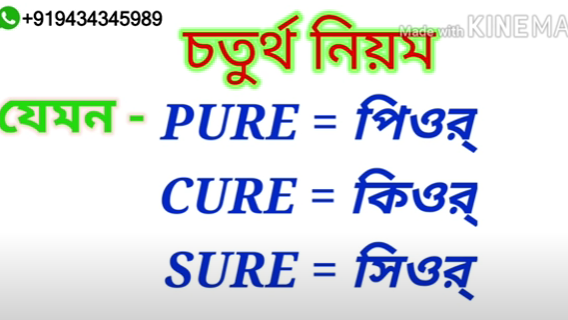 +919434345989
Made with KINEMA
চতুর্থ নিয়ম
যেমন - PURE = পিওর্
CURE = কিওর্
SURE = সিওর্